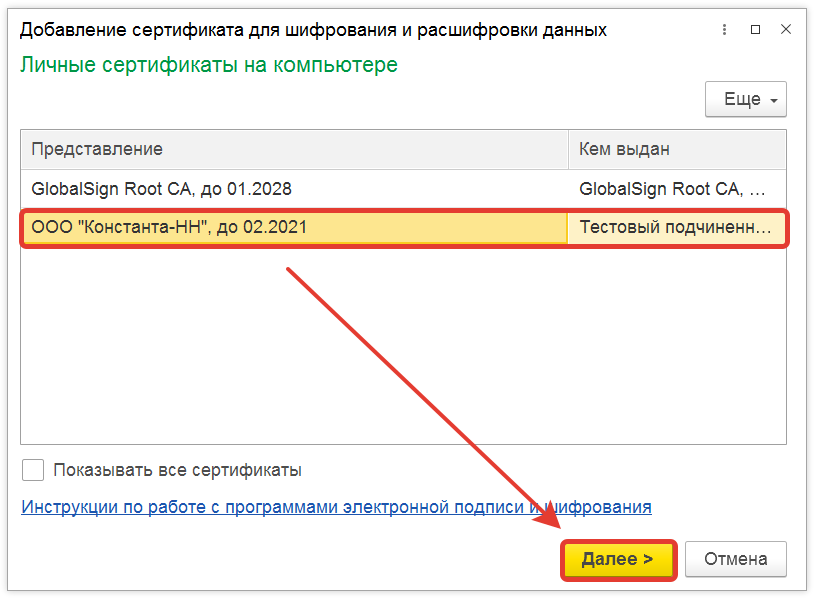 Добавление сертификата для шифрования и расшифровки данных
Личные сертификаты на компьютере
Еще
Представление Кем выдан
GlobalSign Root CA, до 01.2028 GlobalSign Root CA, ...
ООО "Константа-НН", до 02.2021 Тестовый подчиненн...
Показывать все сертификаты
Инструкции по работе с программами электронной подписи и шифрования
Далее > Отмена